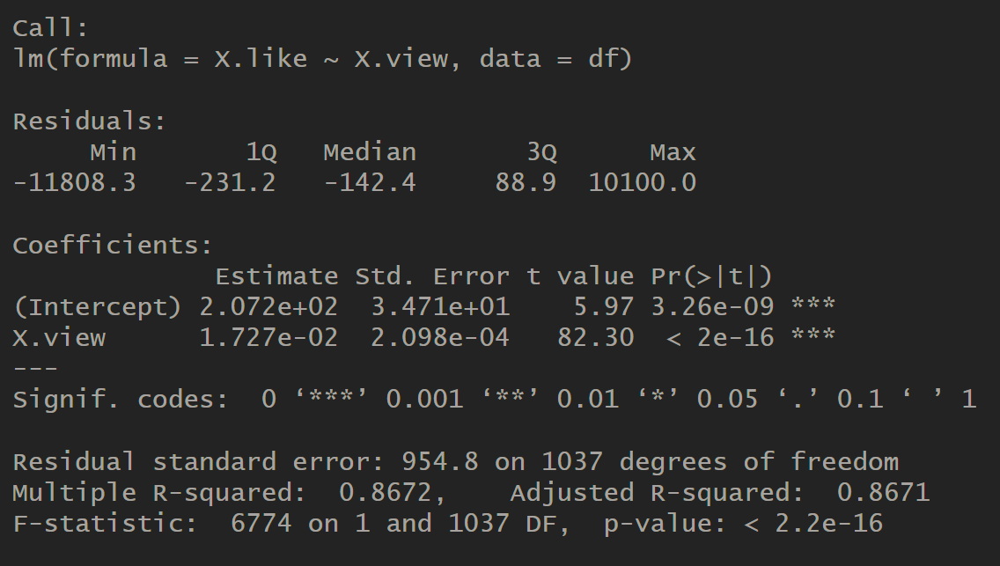 Call:
lm(formula = X.like ~ X.view, data = df)
Residuals:
     Min       1Q   Median       3Q      Max
-11808.3   -231.2   -142.4     88.9  10100.0
Coefficients:
             Estimate Std. Error t value Pr(>|t|)
(Intercept) 2.072e+02  3.471e+01    5.97 3.26e-09 ***
X.view      1.727e-02  2.098e-04   82.30  < 2e-16 ***
---
Signif. codes:  0 ‘***’ 0.001 ‘**’ 0.01 ‘*’ 0.05 ‘.’ 0.1 ‘ ’ 1
Residual standard error: 954.8 on 1037 degrees of freedom
Multiple R-squared:  0.8672,	Adjusted R-squared:  0.8671
F-statistic:  6774 on 1 and 1037 DF,  p-value: < 2.2e-16